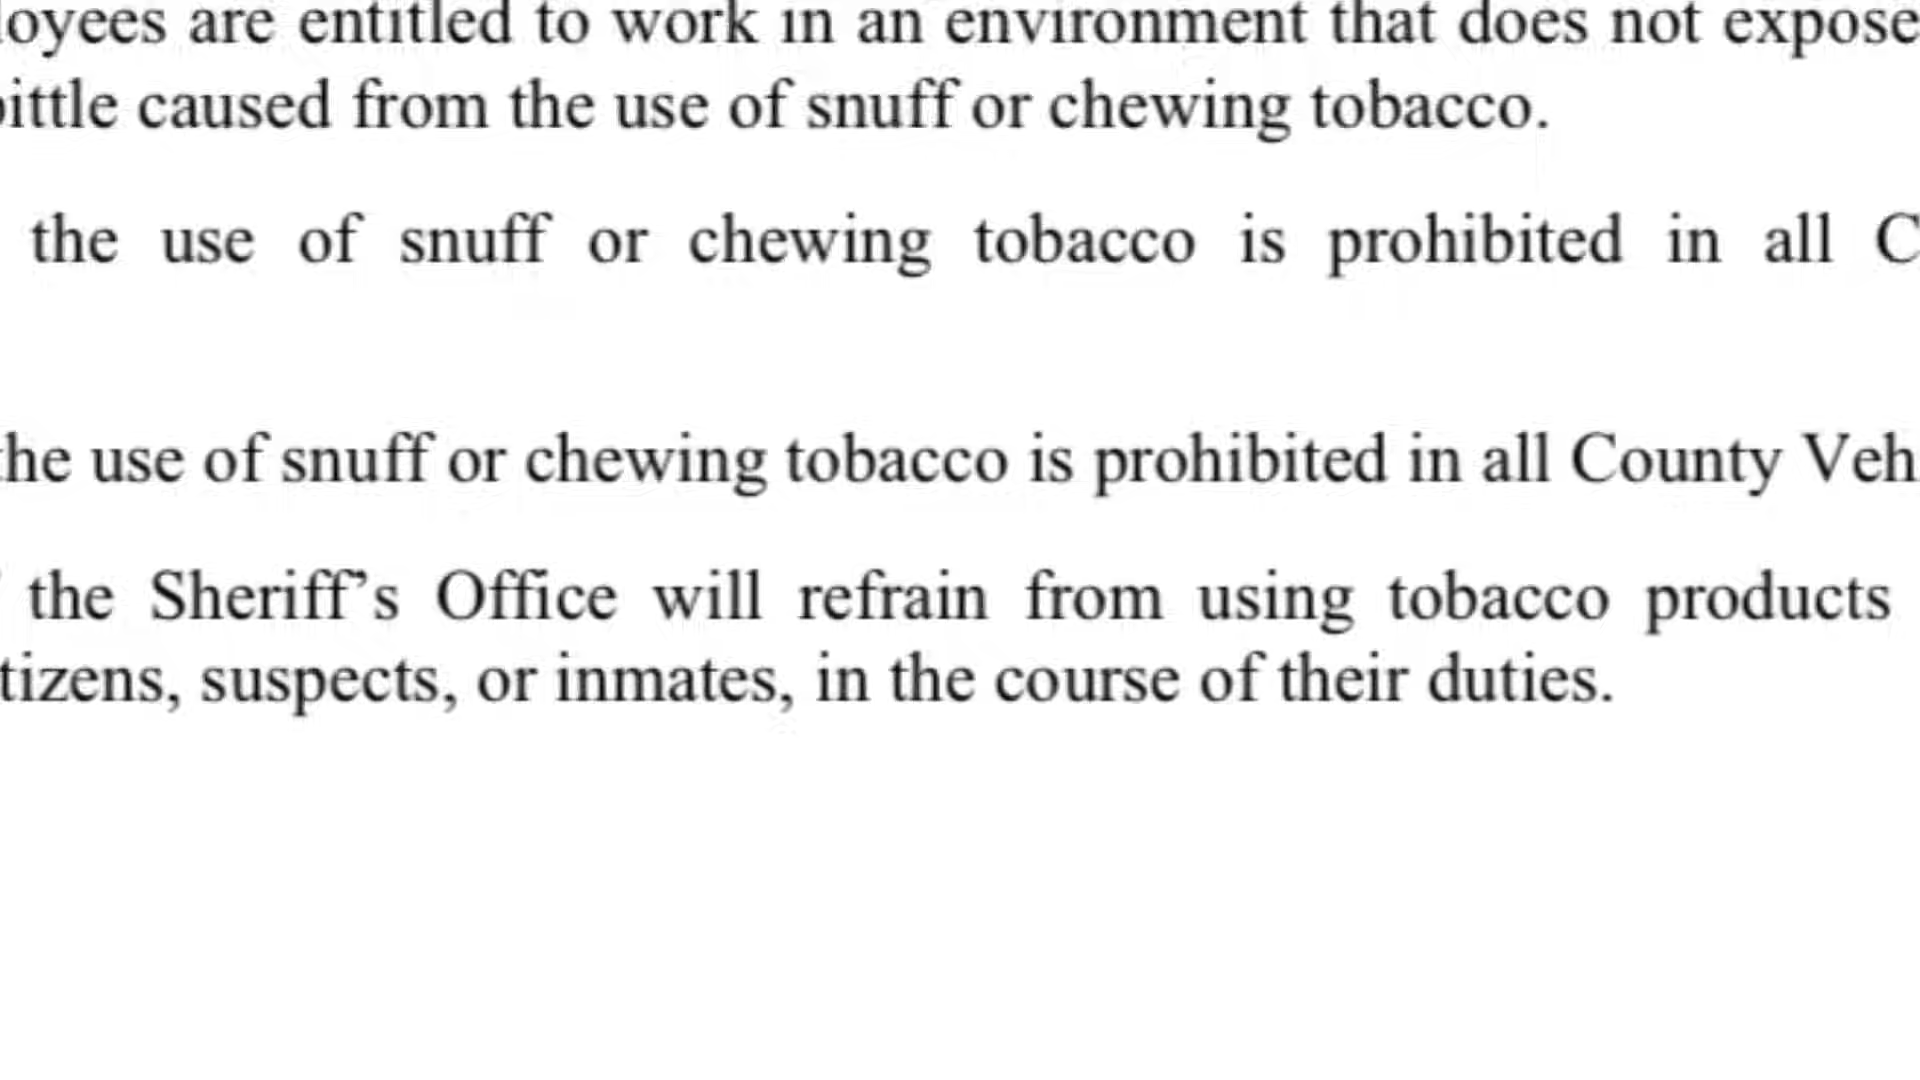 oyees are entitled to work in an environment that does not expose
ittle caused from the use of snuff or chewing tobacco.
the use of snuff or chewing tobacco is prohibited in all C
he use of snuff or chewing tobacco is prohibited in all County Veh
the Sheriff’s Office will refrain from using tobacco products
tizens, suspects, or inmates, in the course of their duties.